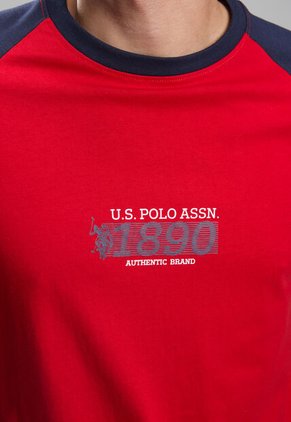 U.S. POLO ASSN.
1890
AUTHENTIC BRAND